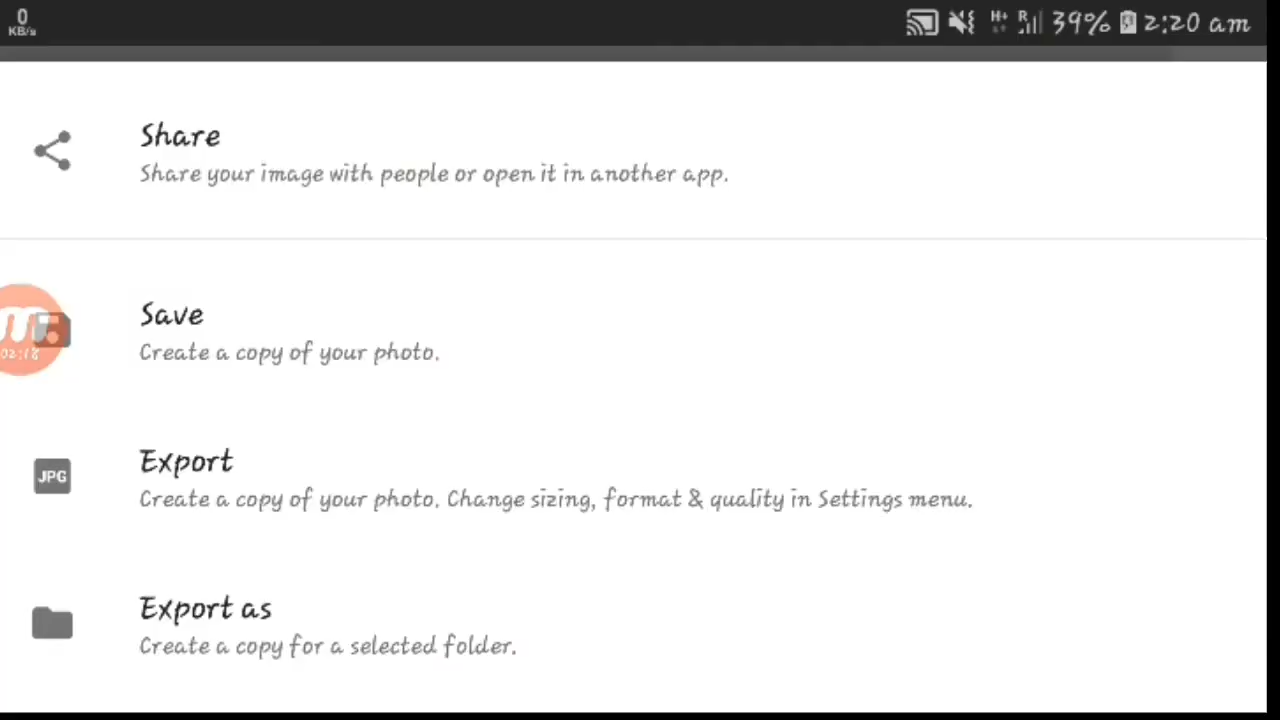 0
KB/s
H+ R 39% 2:20 am
Share
Share your image with people or open it in another app.
Save
Create a copy of your photo.
02:18
JPG
Export
Create a copy of your photo. Change sizing, format & quality in Settings menu.
Export as
Create a copy for a selected folder.